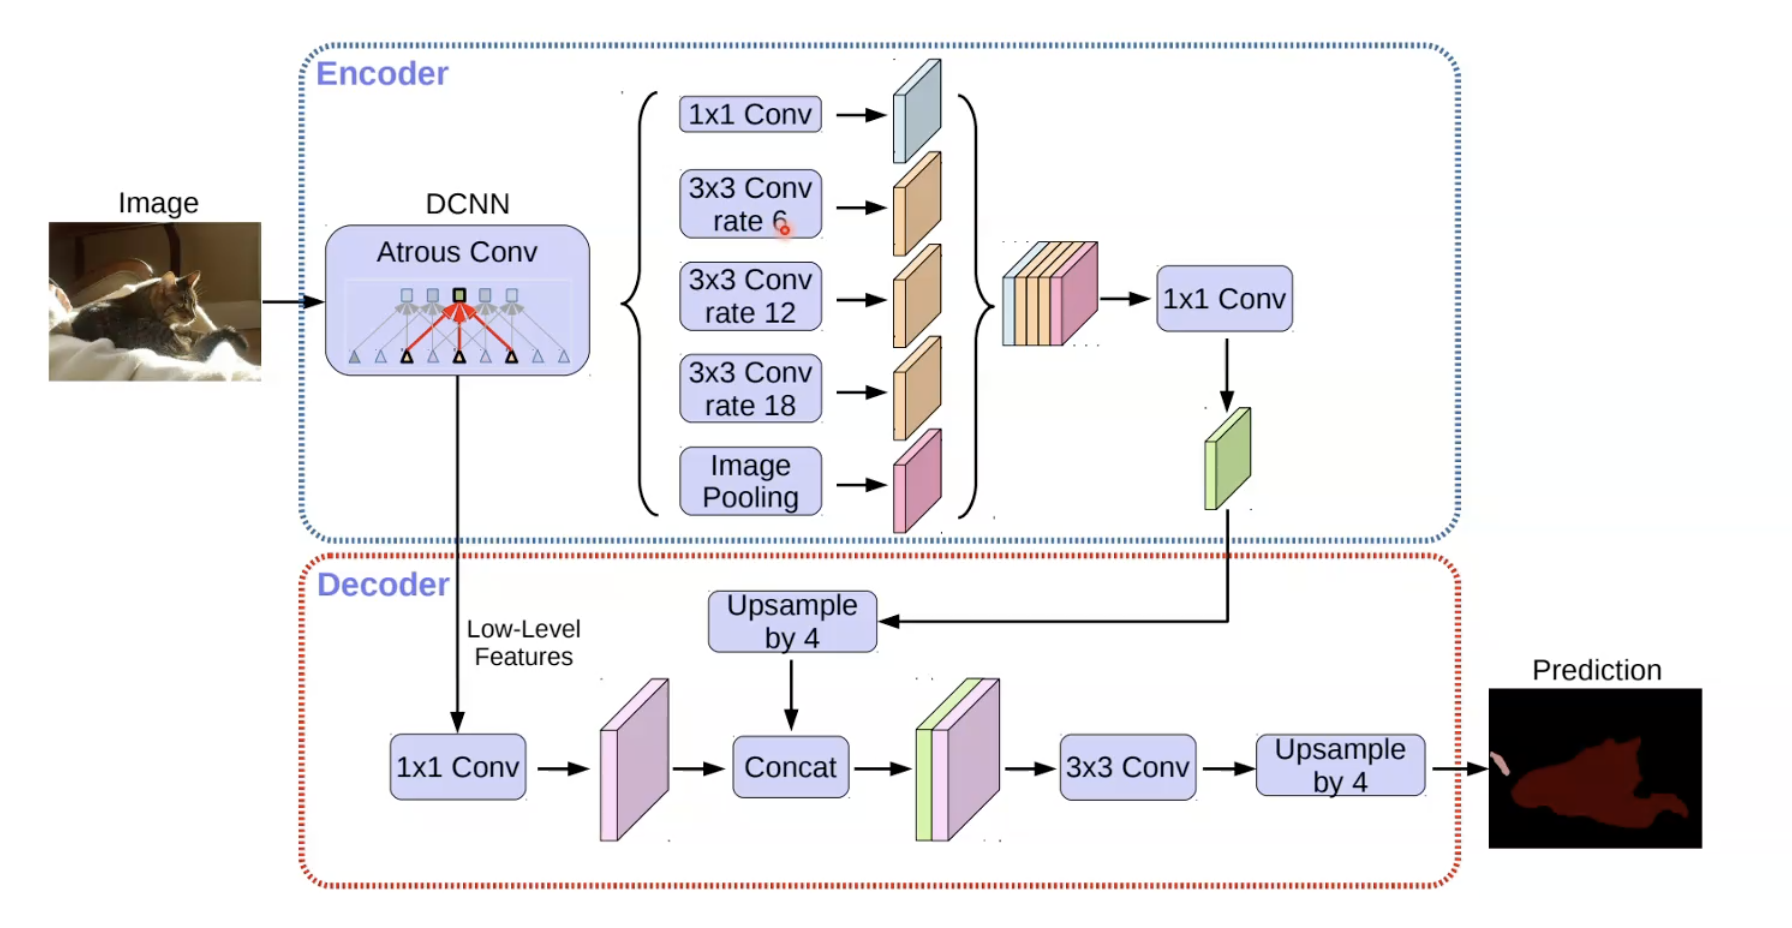 Encoder
Image
DCNN
Atrous Conv
1x1 Conv
3x3 Conv
rate 6
3x3 Conv
rate 12
3x3 Conv
rate 18
Image
Pooling
1x1 Conv
Decoder
Low-Level
Features
Upsample
by 4
1x1 Conv
Concat
3x3 Conv
Upsample
by 4
Prediction